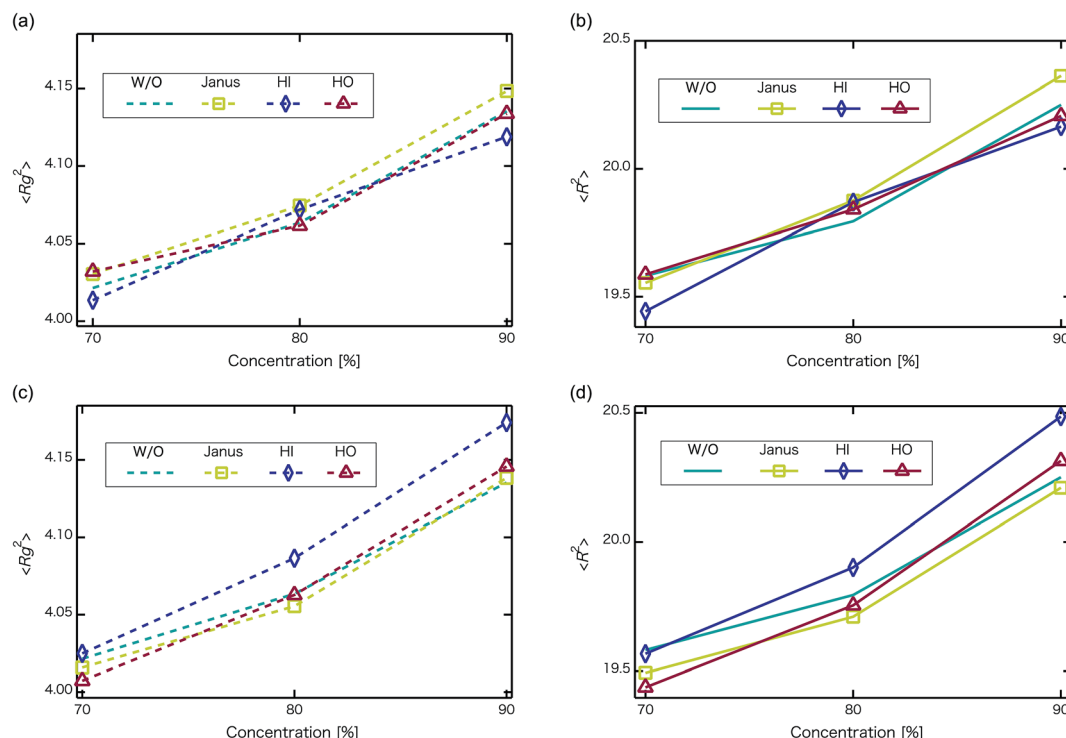 (a)
4.15
4.10
4.05
4.00
<Rg²>
W/O Janus HI HO
70 80 90
Concentration [%]
(b)
20.5
20.0
19.5
<R²>
W/O Janus HI HO
70 80 90
Concentration [%]
(c)
4.15
4.10
4.05
4.00
<Rg²>
W/O Janus HI HO
70 80 90
Concentration [%]
(d)
20.5
20.0
19.5
<R²>
W/O Janus HI HO
70 80 90
Concentration [%]